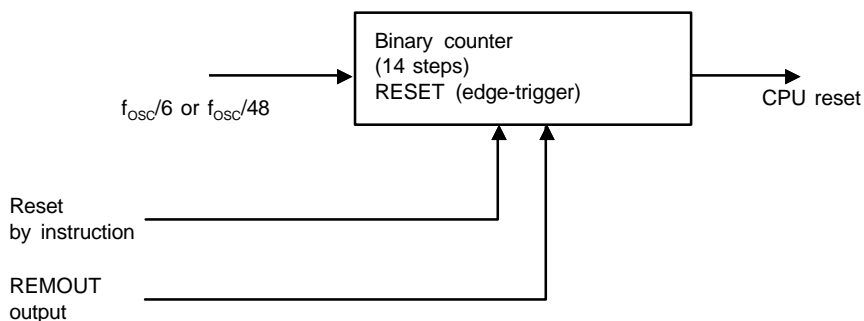 Binary counter
(14 steps)
RESET (edge-trigger)
fOSC/6 or fOSC/48
CPU reset
Reset
by instruction
REMOUT
output